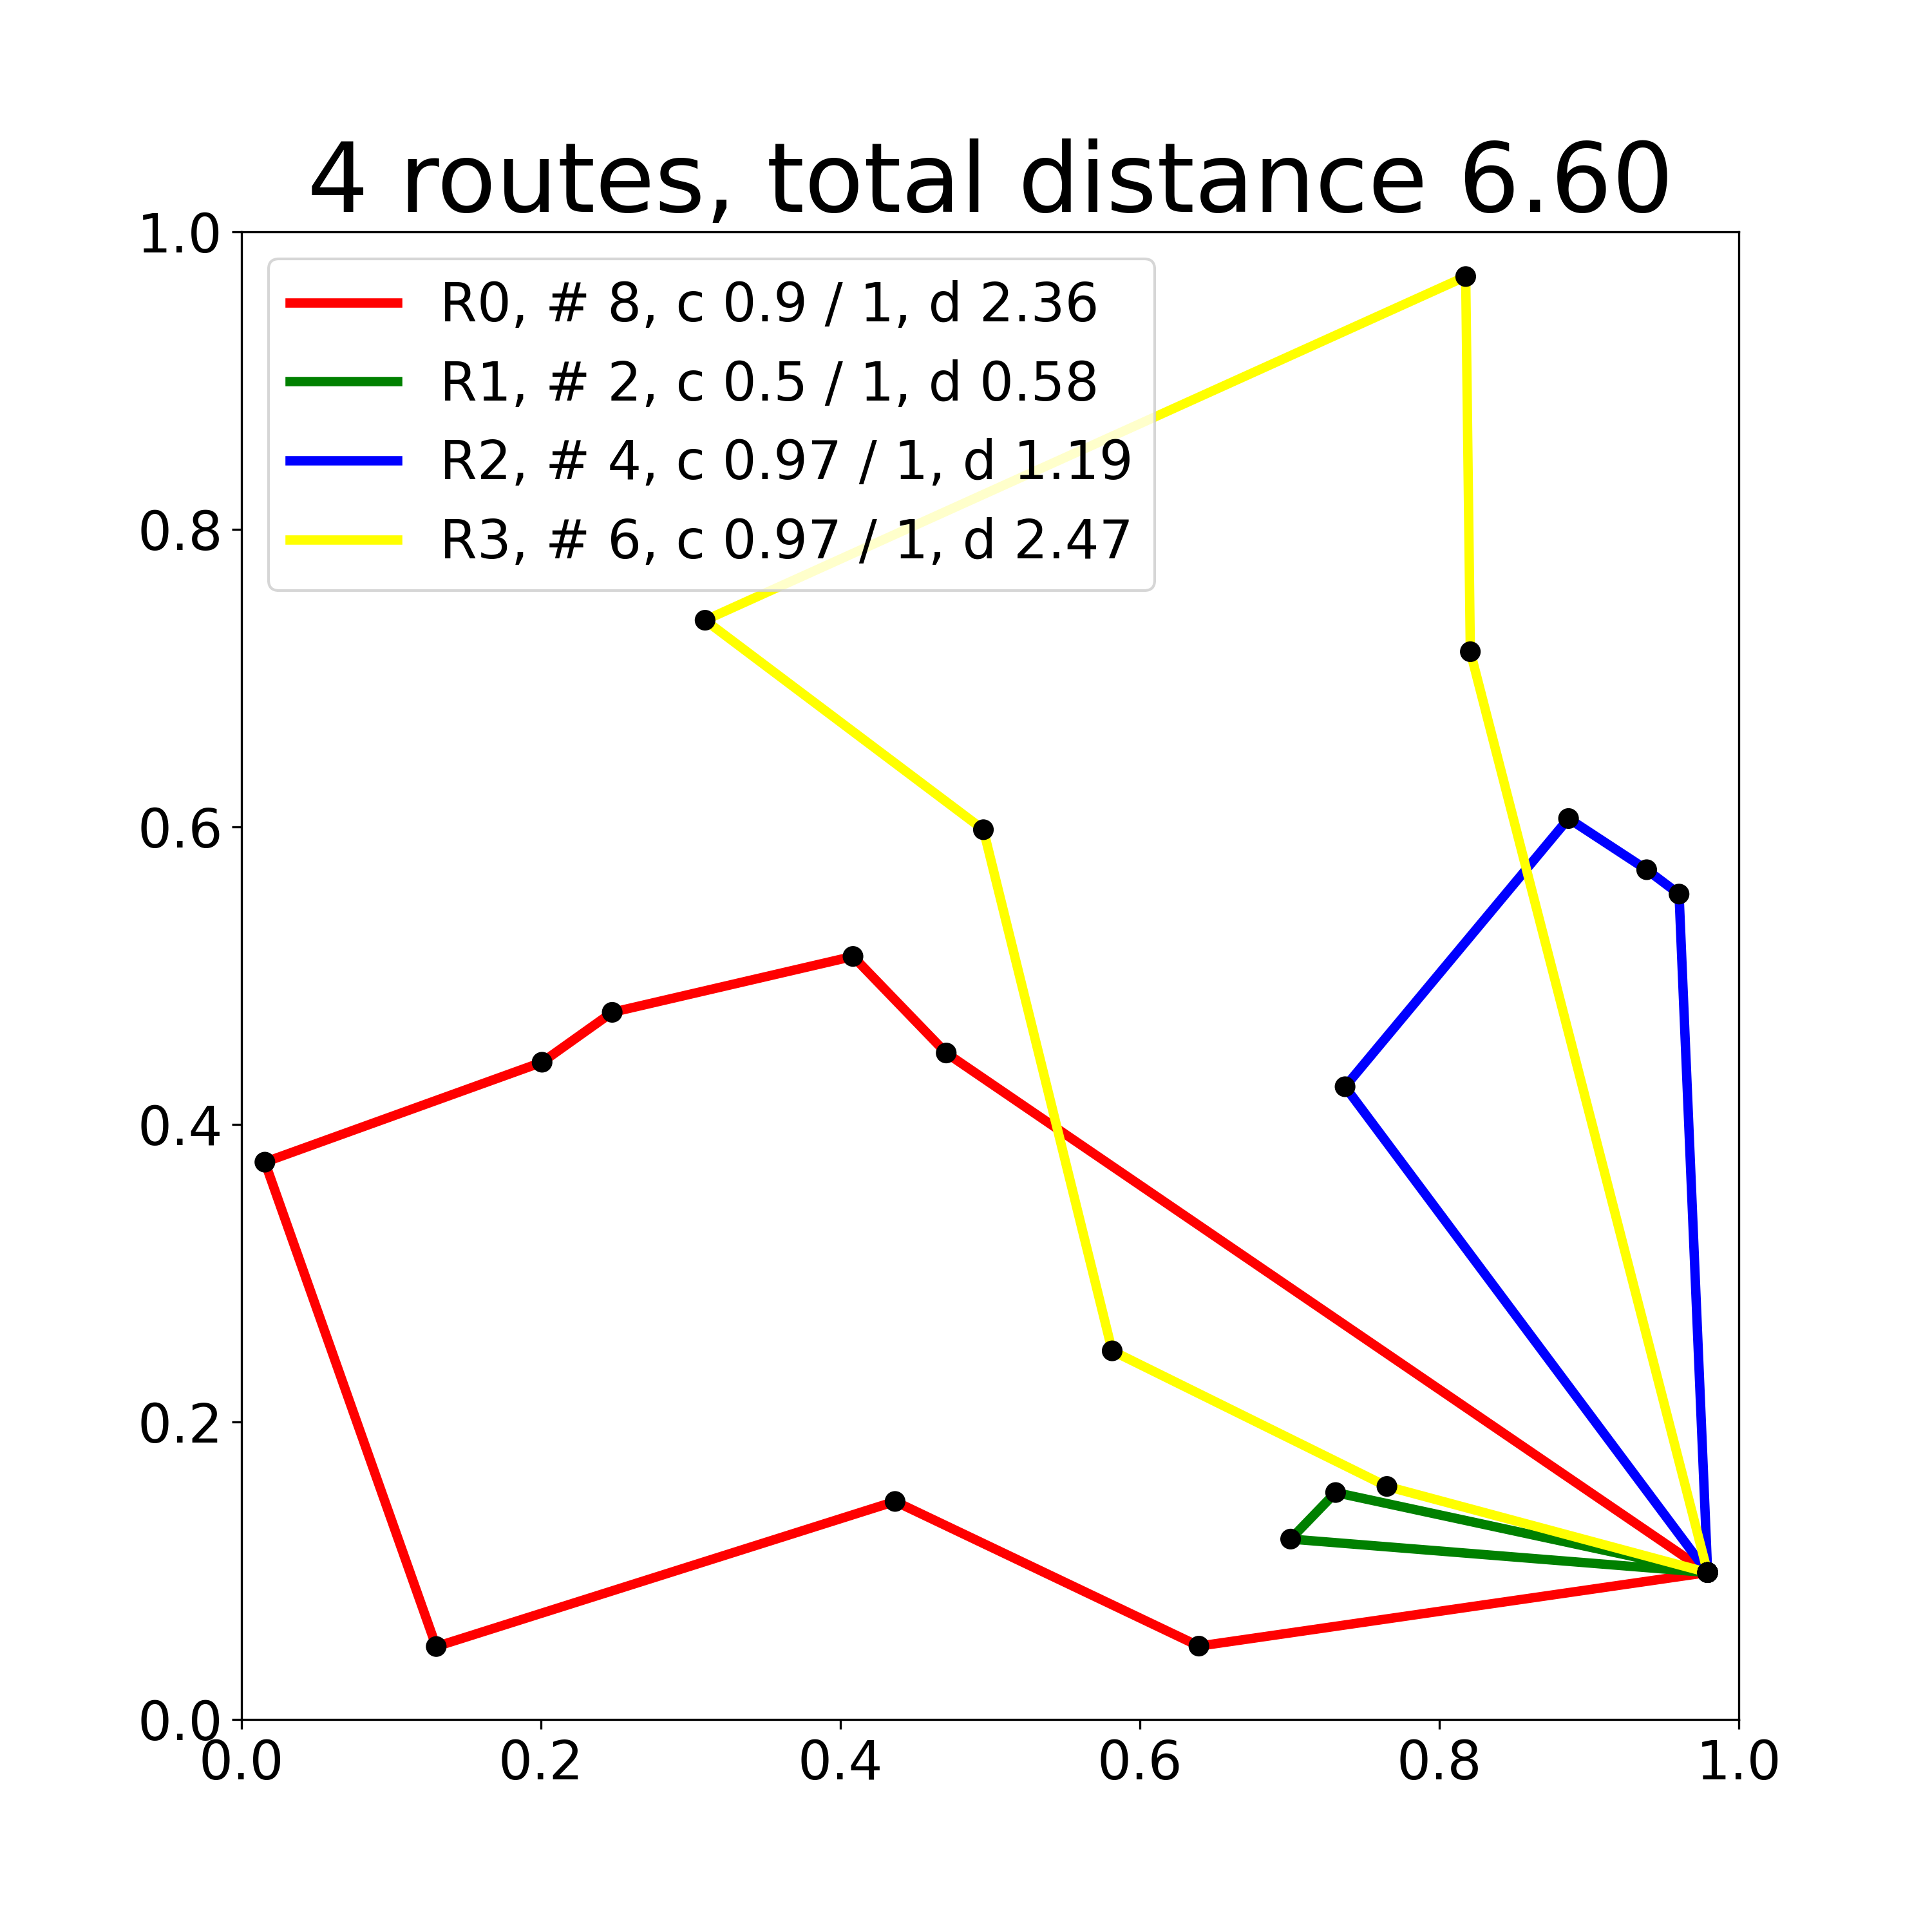 4 routes, total distance 6.60
1.0
R0, # 8, c 0.9 / 1, d 2.36
R1, # 2, c 0.5 / 1, d 0.58
R2, # 4, c 0.97 / 1, d 1.19
R3, # 6, c 0.97 / 1, d 2.47
0.8
0.6
0.4
0.2
0.0
0.0 0.2 0.4 0.6 0.8 1.0